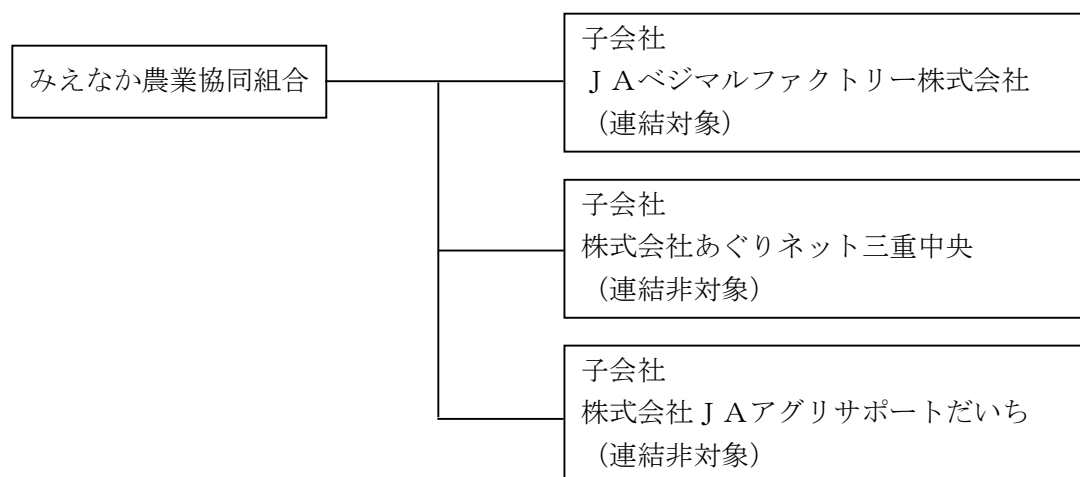 みえなか農業協同組合
子会社
ＪＡベジマルファクトリー株式会社
（連結対象）
子会社
株式会社あぐりネット三重中央
（連結非対象）
子会社
株式会社ＪＡアグリサポートだいち
（連結非対象）